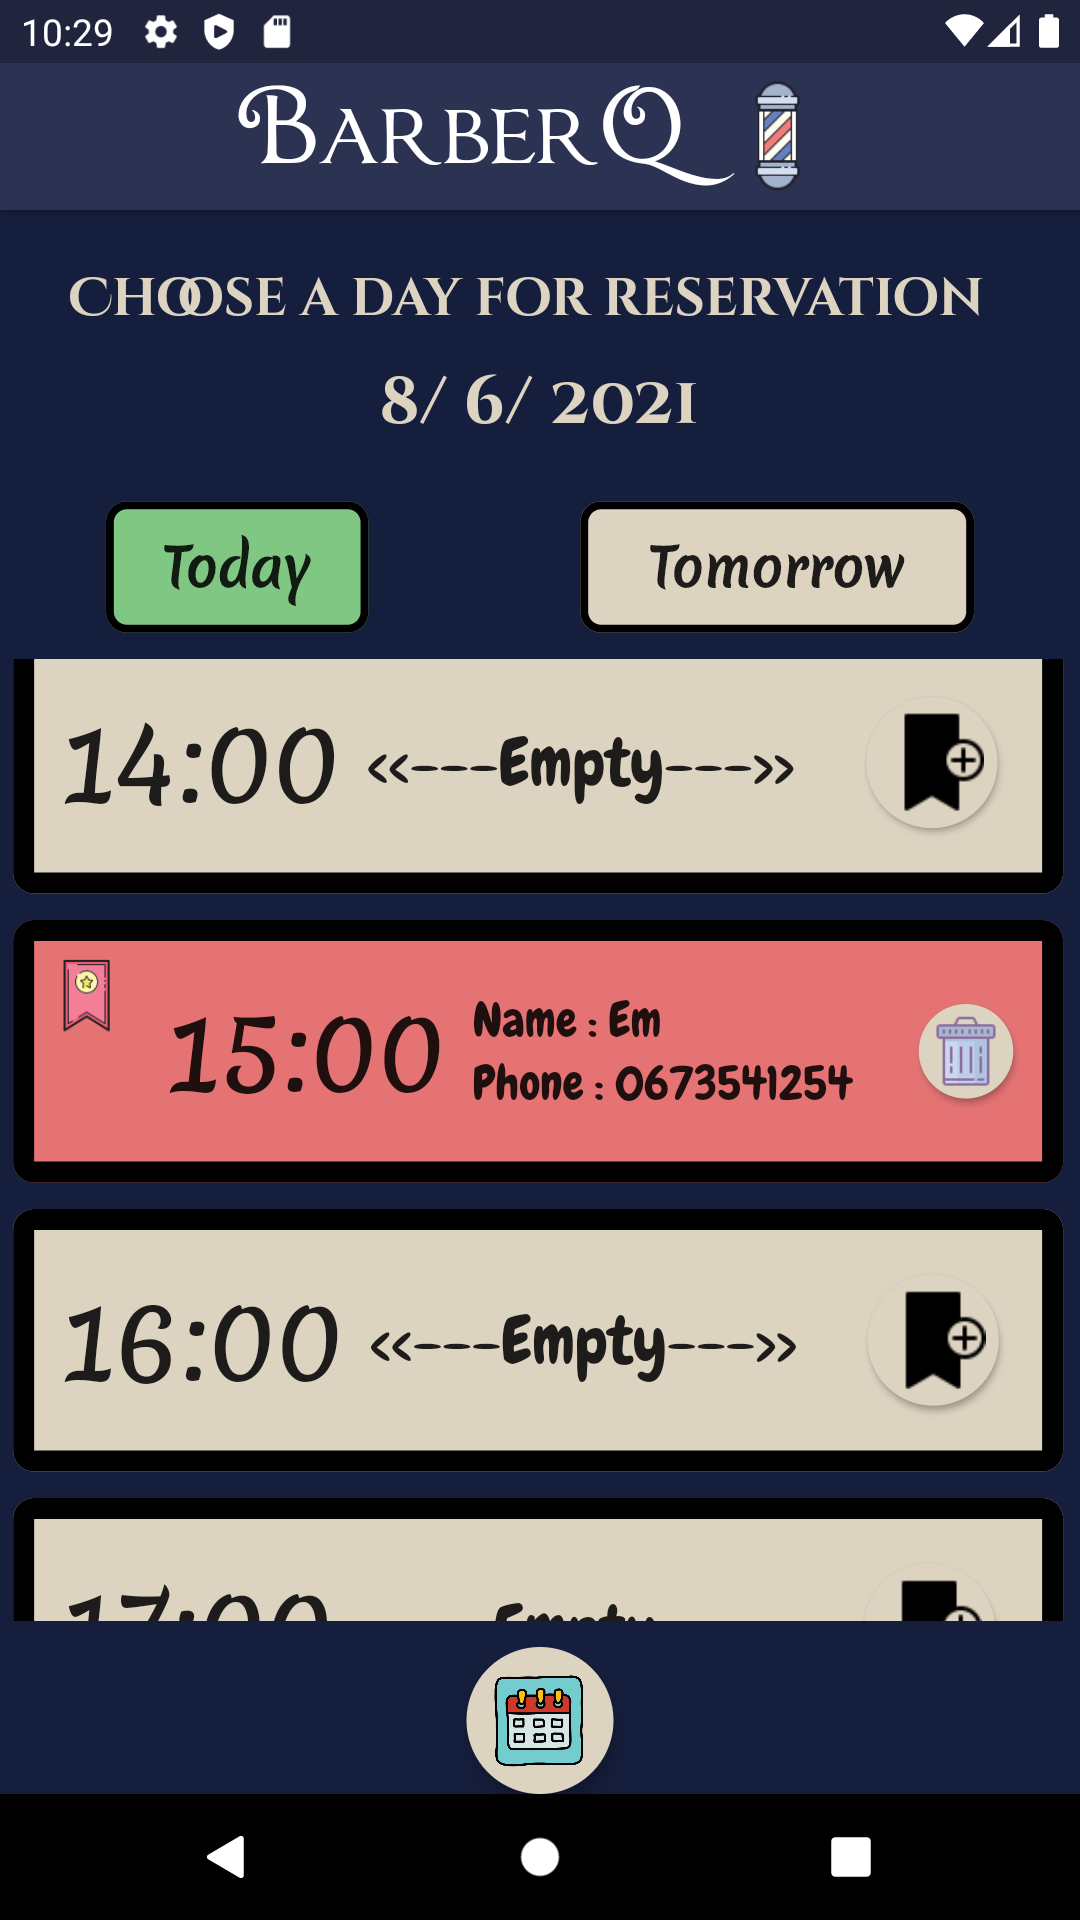 10:29
BarberQ
Choose a day for reservation
8/ 6/ 2021
Today Tomorrow
14:00 <<---Empty--->>
15:00 Name : Em
Phone : 0673541254
16:00 <<---Empty--->>
17:00 Empty